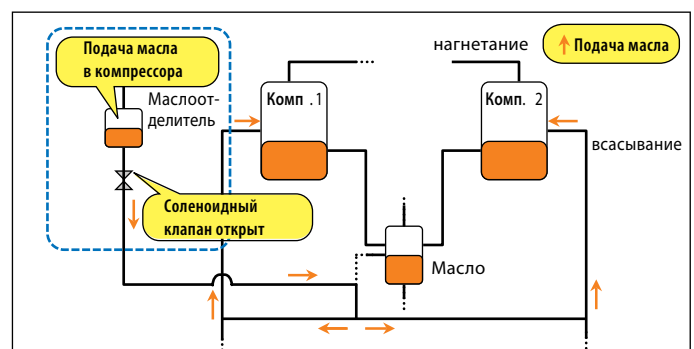 Подача масла
в компрессора
Маслоот-
делитель
Соленоидный
клапан открыт
нагнетание
Подача масла
Комп . 1
Комп. 2
всасывание
Масло